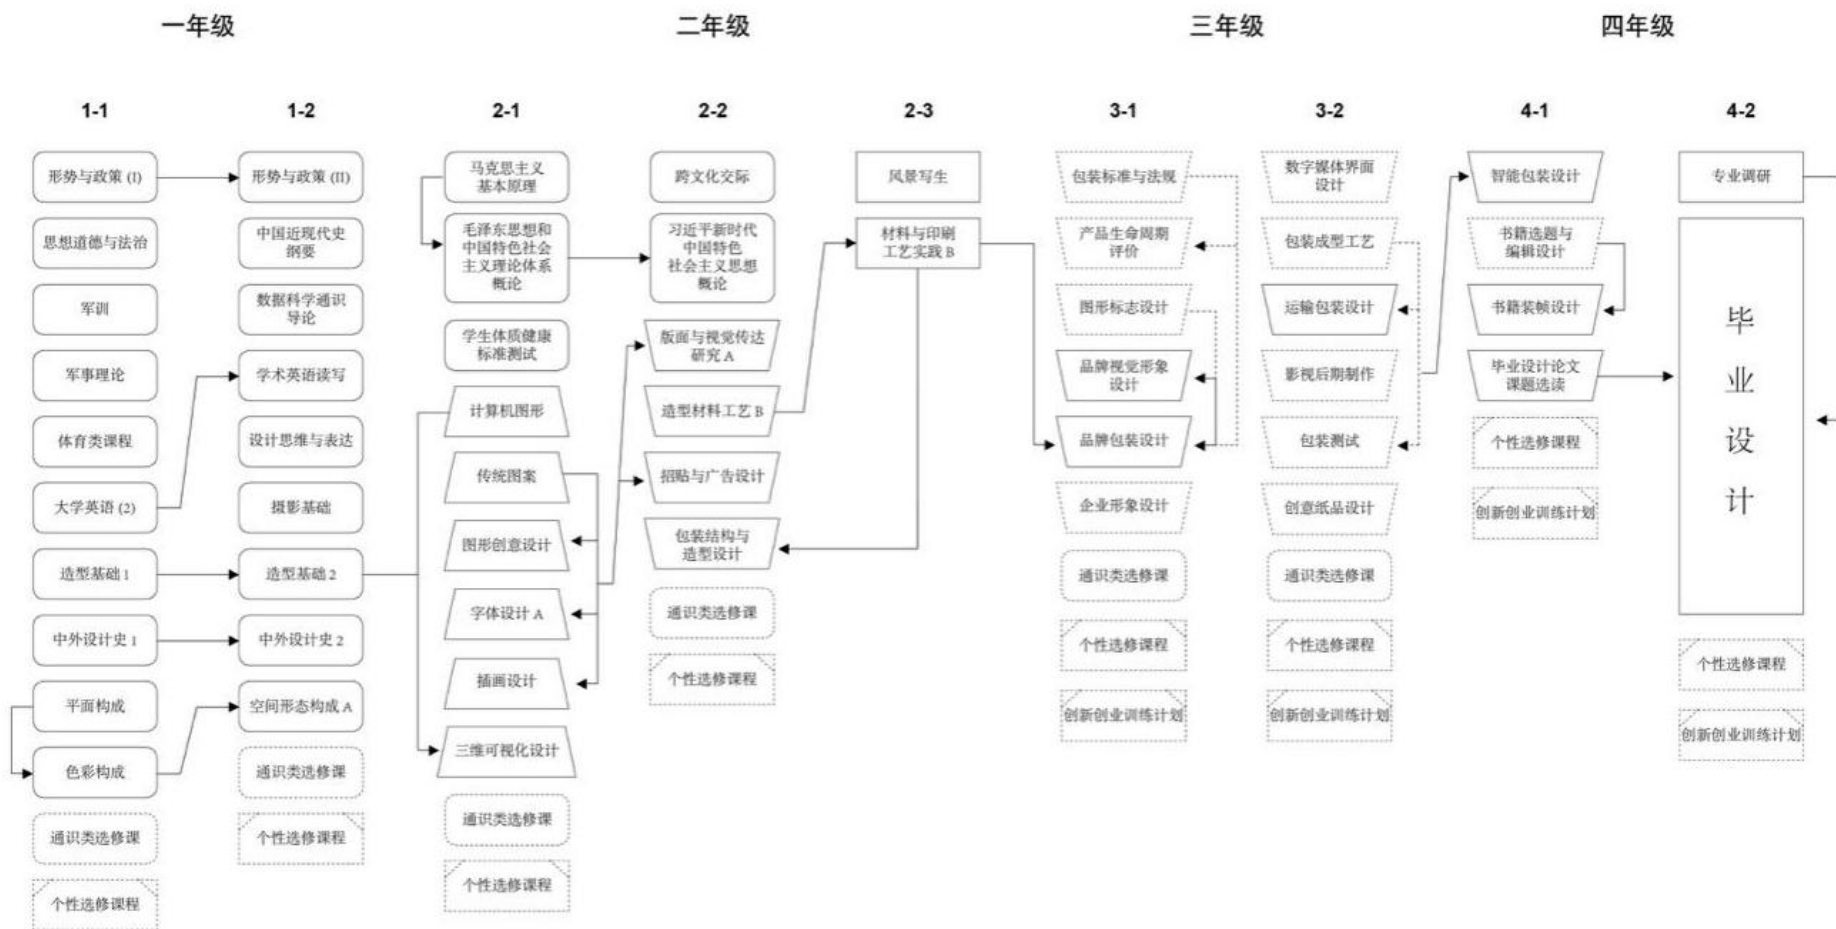 一年级
二年级
三年级
四年级
1-1
1-2
2-1
2-2
2-3
3-1
3-2
4-1
4-2
形势与政策 (I)
思想道德与法治
军训
军事理论
体育类课程
大学英语 (2)
造型基础 1
中外设计史 1
平面构成
色彩构成
通识类选修课
个性选修课程
形势与政策 (II)
中国近现代史
纲要
数据科学通识
导论
学术英语读写
设计思维与表达
摄影基础
造型基础 2
中外设计史 2
空间形态构成 A
通识类选修课
个性选修课程
马克思主义
基本原理
毛泽东思想和
中国特色社会
主义理论体系
概论
学生体质健康
标准测试
计算机图形
传统图案
图形创意设计
字体设计 A
插画设计
三维可视化设计
通识类选修课
个性选修课程
跨文化交际
习近平新时代
中国特色
社会主义思想
概论
版面与视觉传达
研究 A
造型材料工艺 B
招贴与广告设计
包装结构与
造型设计
通识类选修课
个性选修课程
风景写生
材料与印刷
工艺实践 B
包装标准与法规
产品生命周期
评价
图形标志设计
品牌视觉形象
设计
品牌包装设计
企业形象设计
通识类选修课
个性选修课程
创新创业训练计划
数字媒体界面
设计
包装成型工艺
运输包装设计
影视后期制作
包装测试
创意纸品设计
通识类选修课
个性选修课程
创新创业训练计划
智能包装设计
书籍选题与
编辑设计
书籍装帧设计
毕业设计论文
课题选读
个性选修课程
创新创业训练计划
专业调研
毕
业
设
计
个性选修课程
创新创业训练计划